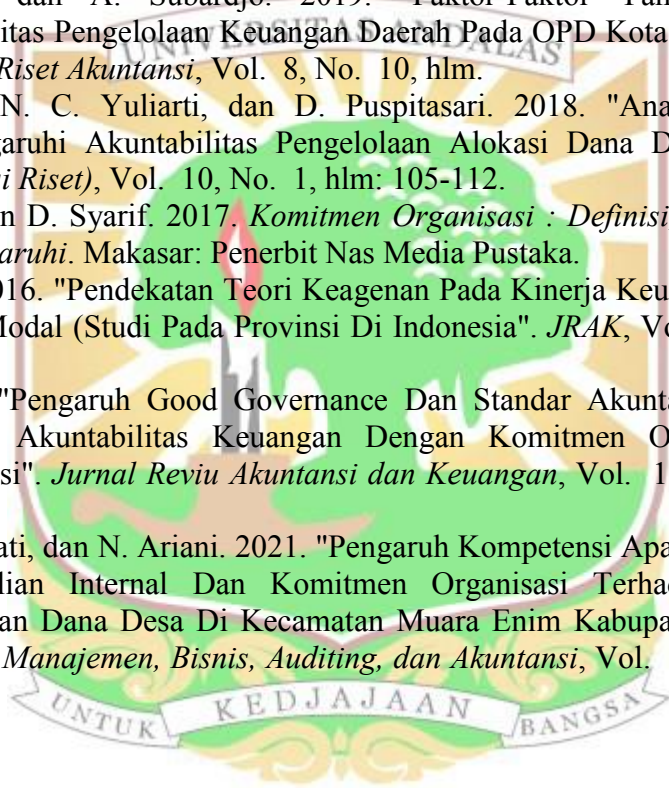 dan A. Subardjo. 2019.
itas Pengelolaan Keuangan Daerah Pada OPD Kota
UNIVERSITAS ANDALAS
Riset Akuntansi, Vol. 8, No. 10, hlm.
N. C. Yuliarti, dan D. Puspitasari. 2018. "Ana
garuhi Akuntabilitas Pengelolaan Alokasi Dana D
i Riset), Vol. 10, No. 1, hlm: 105-112.
n D. Syarif. 2017. Komitmen Organisasi : Definisi
aruhi. Makasar: Penerbit Nas Media Pustaka.
016. "Pendekatan Teori Keagenan Pada Kinerja Keu
Modal (Studi Pada Provinsi Di Indonesia". JRAK, Vo
"Pengaruh Good Governance Dan Standar Akunta
Akuntabilitas Keuangan Dengan Komitmen O
si". Jurnal Reviu Akuntansi dan Keuangan, Vol. 1
ati, dan N. Ariani. 2021. "Pengaruh Kompetensi Apa
lian Internal Dan Komitmen Organisasi Terha
an Dana Desa Di Kecamatan Muara Enim Kabupa
Manajemen, Bisnis, Auditing, dan Akuntansi, Vol.
UNTUK KEDJAJAAN BANGSA